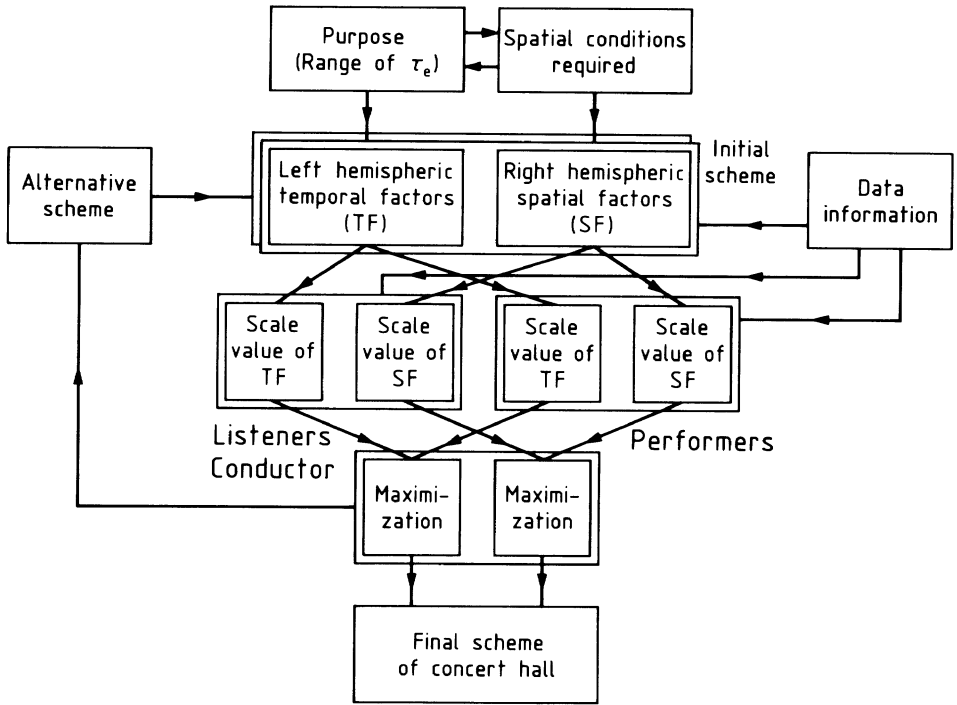 Purpose
(Range of τe)
Spatial conditions
required
Initial
scheme
Alternative
scheme
Left hemispheric
temporal factors
(TF)
Right hemispheric
spatial factors
(SF)
Data
information
Scale
value of
TF
Scale
value of
SF
Scale
value of
TF
Scale
value of
SF
Listeners
Conductor
Performers
Maximi-
zation
Maximi-
zation
Final scheme
of concert hall